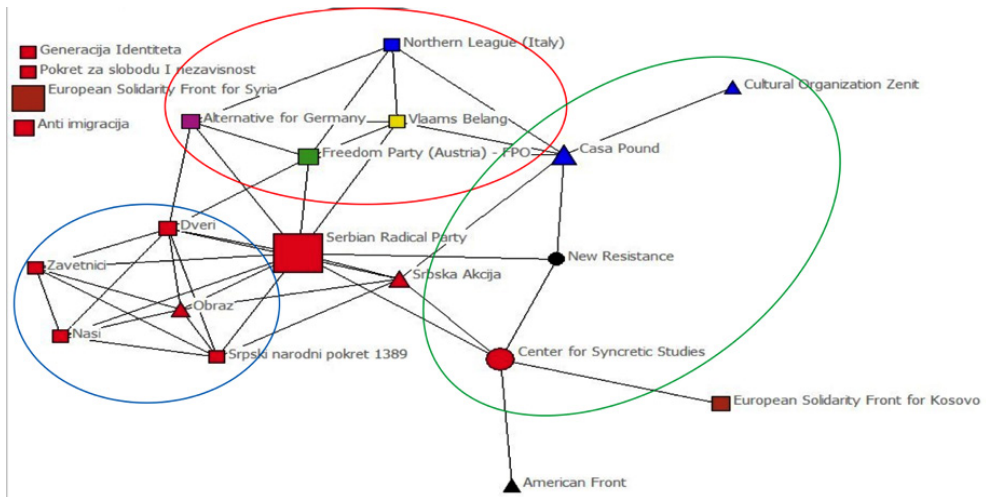 Generacija Identiteta
Pokret za slobodu I nezavisnost
European Solidarity Front for Syria
Anti imigracija
Northern League (Italy)
Cultural Organization Zenit
Alternative for Germany
Vlaams Belang
Freedom Party (Austria) - FPO
Casa Pound
Dveri
Serbian Radical Party
Zavetnici
Srbska Akcija
New Resistance
Obraz
Nasi
Srpski narodni pokret 1389
Center for Syncretic Studies
European Solidarity Front for Kosovo
American Front